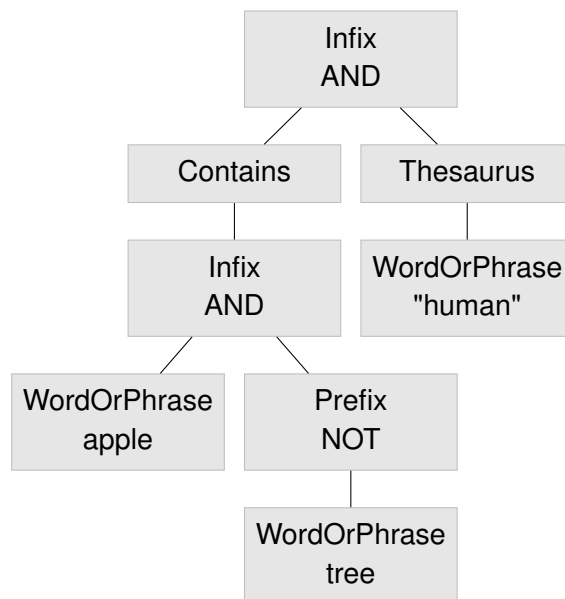 Infix
AND
Contains
Thesaurus
Infix
AND
WordOrPhrase
"human"
WordOrPhrase
apple
Prefix
NOT
WordOrPhrase
tree